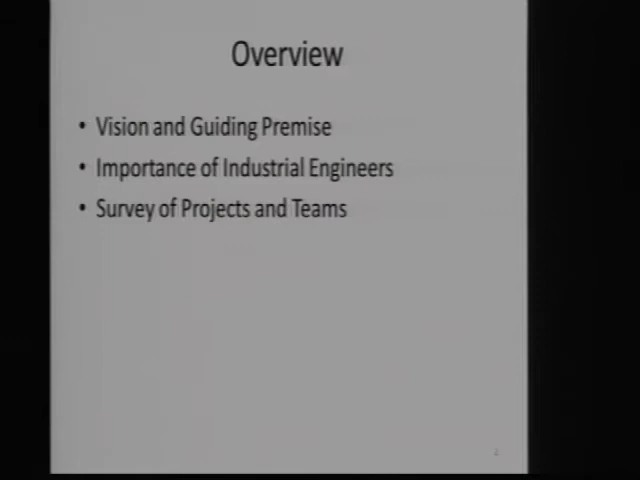 Overview
• Vision and Guiding Premise
• Importance of Industrial Engineers
• Survey of Projects and Teams